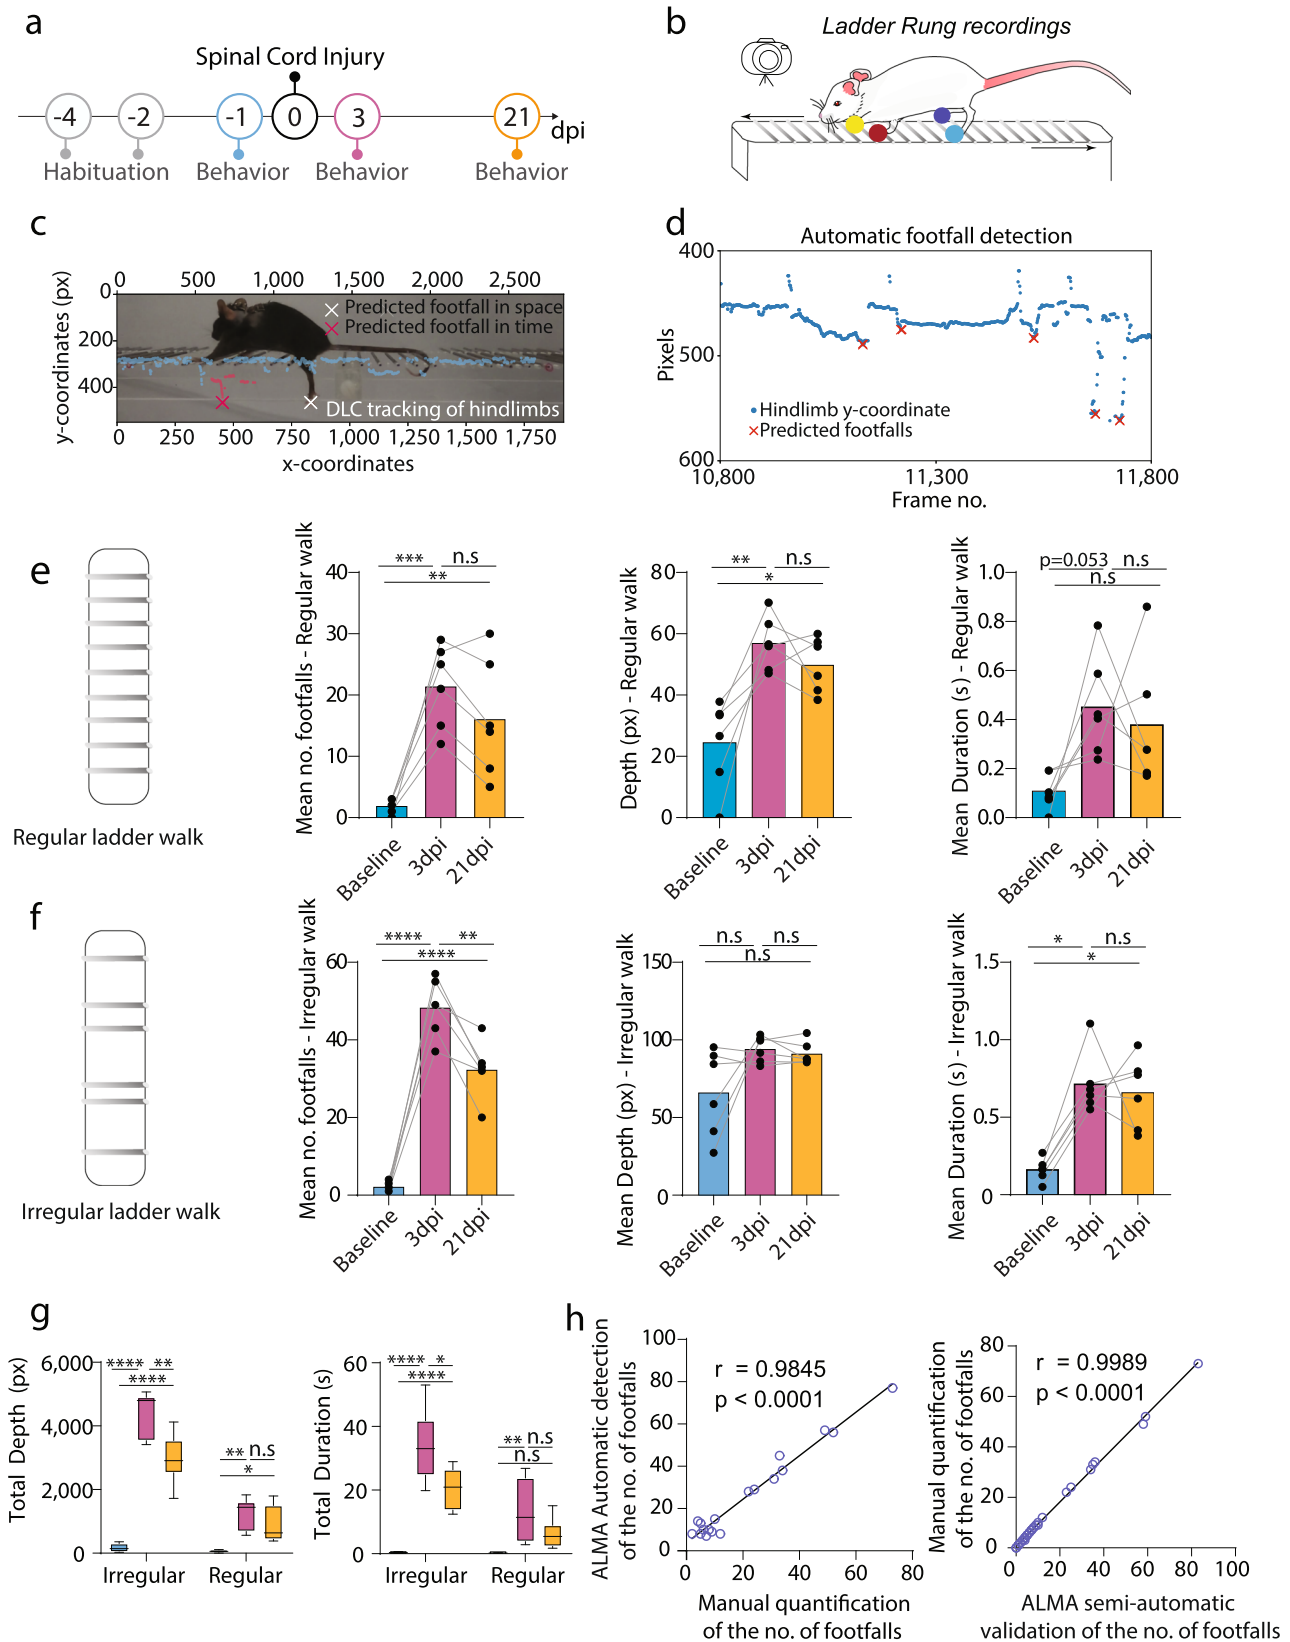 a
Spinal Cord Injury
-4
-2
-1
0
3
21
dpi
Habituation
Behavior
Behavior
Behavior
b
Ladder Rung recordings
c
0
500
1,000
1,500
2,000
2,500
y-coordinates (px)
0
200
400
Predicted footfall in space
Predicted footfall in time
DLC tracking of hindlimbs
0
250
500
750
1,000
1,250
1,500
1,750
x-coordinates
d
Automatic footfall detection
Pixels
400
500
600
Hindlimb y-coordinate
Predicted footfalls
10,800
11,300
11,800
Frame no.
e
Regular ladder walk
Mean no. footfalls - Regular walk
***
n.s
**
40
30
20
10
0
Baseline
3dpi
21dpi
Depth (px) - Regular walk
**
n.s
*
80
60
40
20
0
Baseline
3dpi
21dpi
Mean Duration (s) - Regular walk
p=0.053
n.s
n.s
1.0
0.6
0.4
0.2
0.0
Baseline
3dpi
21dpi
f
Irregular ladder walk
Mean no. footfalls - Irregular walk
****
**
****
60
40
20
0
Baseline
3dpi
21dpi
Mean Depth (px) - Irregular walk
n.s
n.s
n.s
150
100
50
0
Baseline
3dpi
21dpi
Mean Duration (s) - Irregular walk
*
n.s
*
1.5
1.0
0.5
0
Baseline
3dpi
21dpi
g
Total Depth (px)
6,000
4,000
2,000
0
****
**
****
**
n.s
*
Irregular
Regular
Total Duration (s)
60
40
20
0
****
*
****
**
n.s
n.s
Irregular
Regular
h
ALMA Automatic detection
of the no. of footfalls
100
80
60
40
20
0
r = 0.9845
p < 0.0001
0
20
40
60
80
Manual quantification
of the no. of footfalls
Manual quantification
of the no. of footfalls
80
60
40
20
0
r = 0.9989
p < 0.0001
0
20
40
60
80
100
ALMA semi-automatic
validation of the no. of footfalls